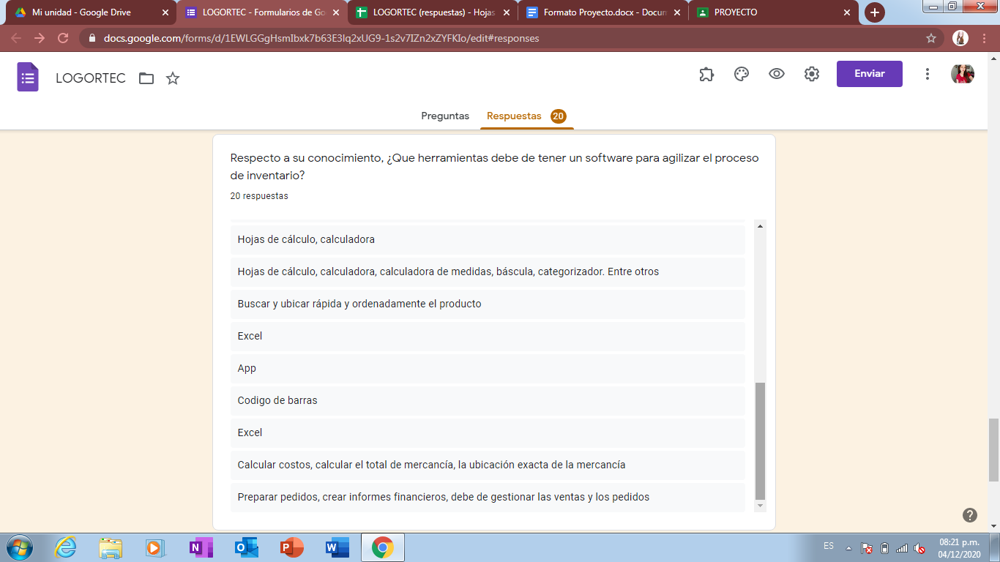 Mi unidad - Google Drive
LOGORTEC - Formularios de Go
LOGORTEC (respuestas) - Hojas
Formato Proyecto.docx - Docun
PROYECTO
docs.google.com/forms/d/1EWLGGgHsmIbxk7b63E3lq2xUG9-1s2v7IZn2xZYFKIo/edit#responses
LOGORTEC
Enviar
Preguntas
Respuestas 20
Respecto a su conocimiento, ¿Que herramientas debe de tener un software para agilizar el proceso
de inventario?
20 respuestas
Hojas de cálculo, calculadora
Hojas de cálculo, calculadora, calculadora de medidas, báscula, categorizador. Entre otros
Buscar y ubicar rápida y ordenadamente el producto
Excel
App
Codigo de barras
Excel
Calcular costos, calcular el total de mercancía, la ubicación exacta de la mercancía
Preparar pedidos, crear informes financieros, debe de gestionar las ventas y los pedidos
ES
08:21 p.m.
04/12/2020